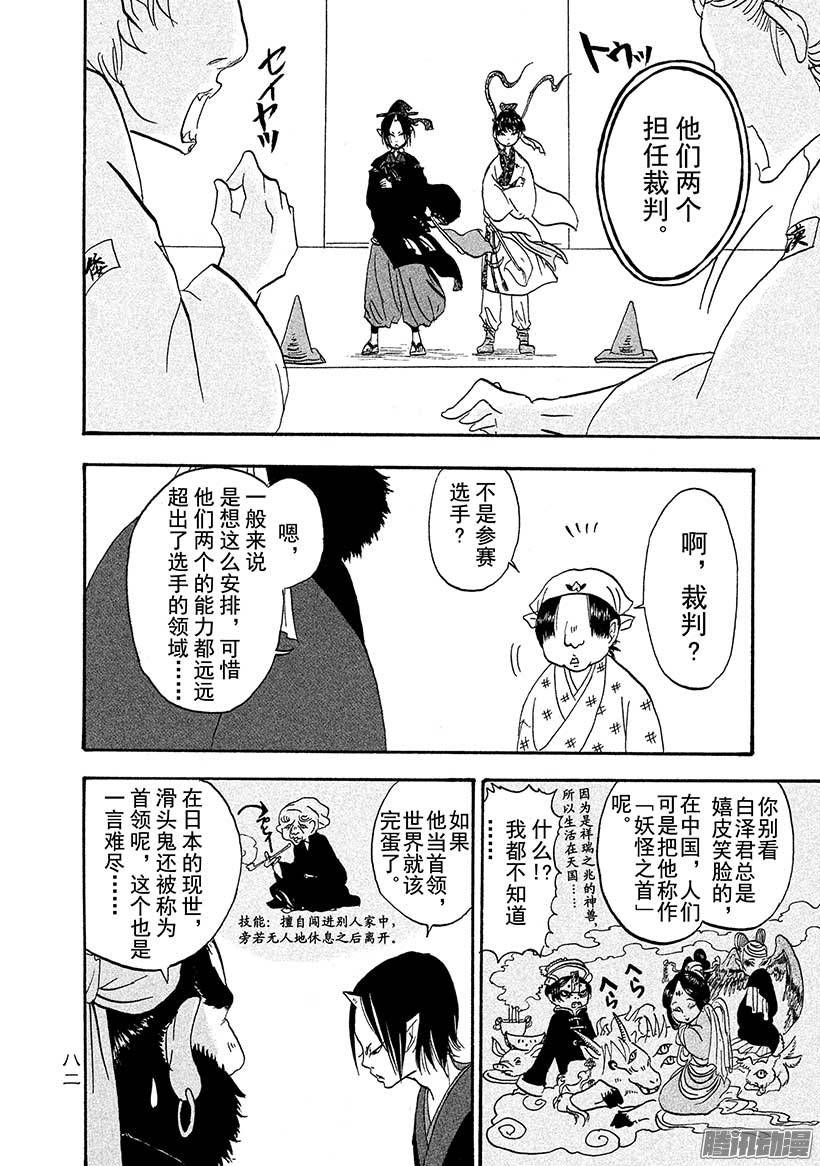 トウッ
他们两个
担任裁判。
セイヤッ
漢
倭
啊，裁判？
不是参赛
选手？
嗯，
一般来说
是想这么安排，可惜
他们两个的能力都远远
超出了选手的领域……
你别看
白泽君总是
嬉皮笑脸的，
在中国，人们
可是把他称作
「妖怪之首」
呢。
因为是祥瑞之兆的神兽，
所以生活在天国……
什么!?
我都不知道
……
へら
へら
如果
他当首领，
世界就该
完蛋了。
技能：擅自闯进别人家中，
旁若无人地休息之后离开。
在日本的现世，
滑头鬼还被称为
首领呢，这个也是
一言难尽……
八二
腾讯动漫